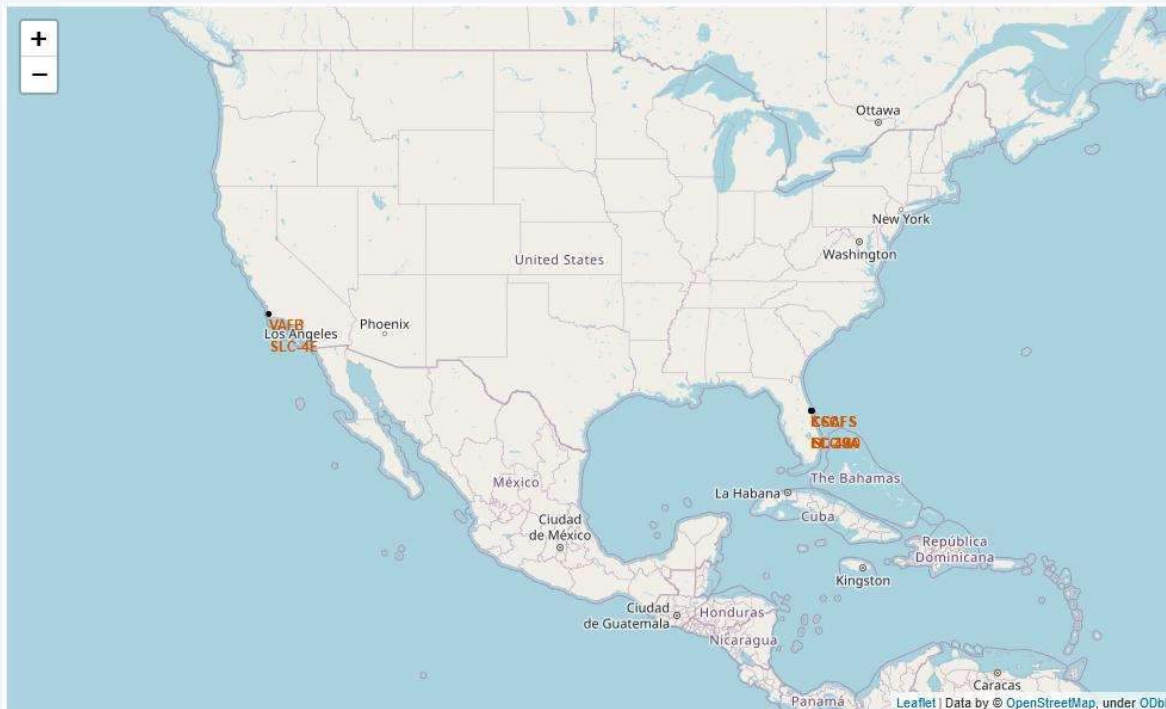 +
−
Ottawa
New York
Washington
United States
VAFB
Los Angeles
Phoenix
SLC-4E
The Bahamas
México
La Habana
Cuba
Ciudad
de México
República
Dominicana
Kingston
Ciudad
de Guatemala
Honduras
Nicaragua
Caracas
Panamá
Leaflet | Data by © OpenStreetMap, under ODbl